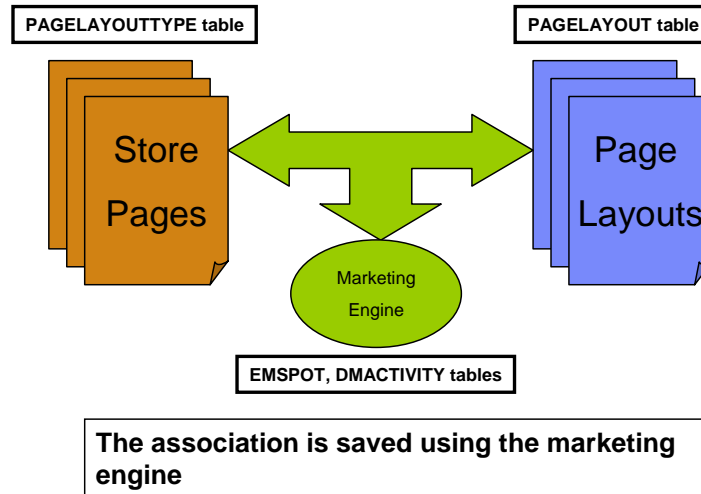 PAGELAYOUTTYPE table
PAGELAYOUT table
Store
Pages
Page
Layouts
Marketing
Engine
EMSPOT, DMACTIVITY tables
The association is saved using the marketing
engine